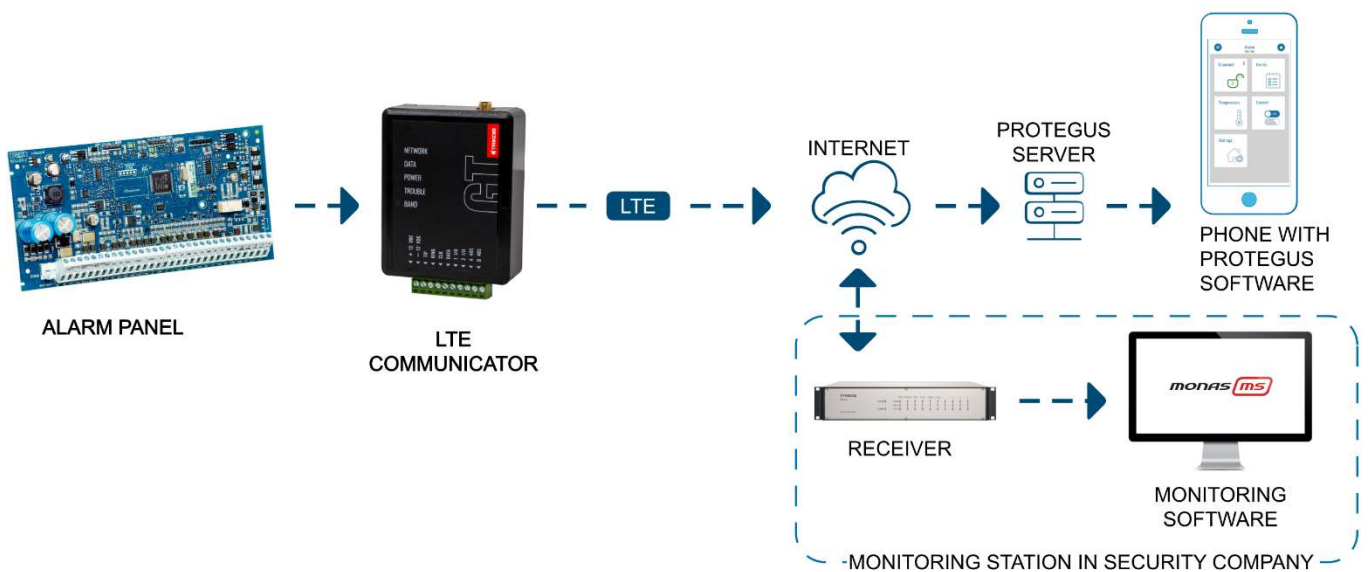 ALARM PANEL
TRIKDIS
NETWORK
DATA
POWER
TROUBLE
BAND
GT
LTE
COMMUNICATOR
LTE
INTERNET
PROTEGUS
SERVER
PHONE WITH
PROTEGUS
SOFTWARE
RECEIVER
monas MS
MONITORING
SOFTWARE
MONITORING STATION IN SECURITY COMPANY